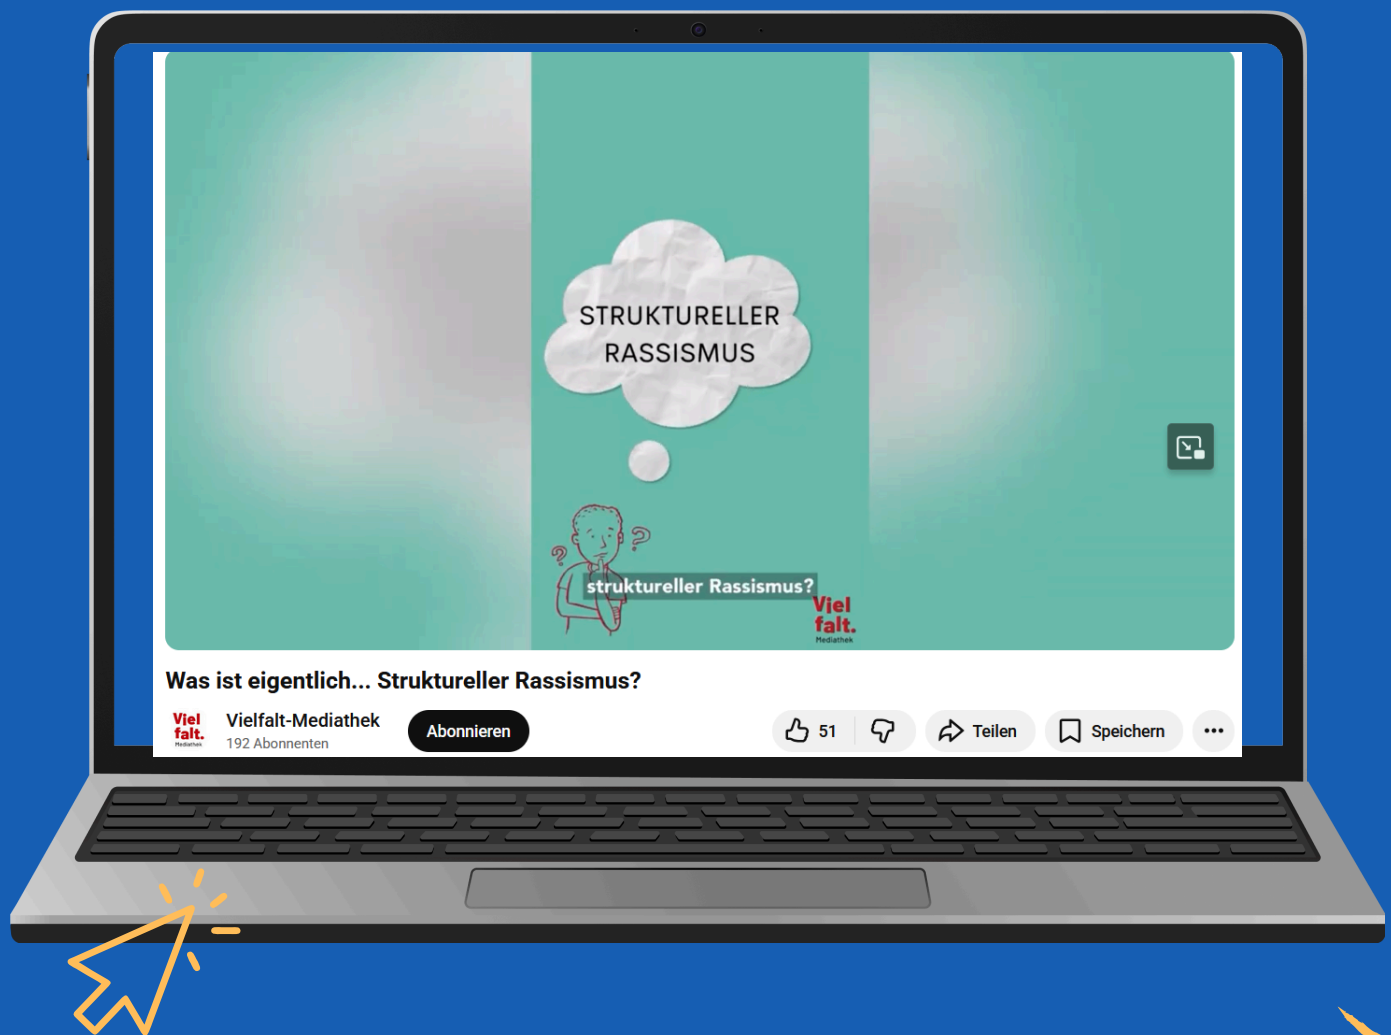 STRUKTURELLER
RASSISMUS
?
?
struktureller Rassismus?
Viel
falt.
Mediathek
Was ist eigentlich... Struktureller Rassismus?
Viel
falt.
Mediathek
Vielfalt-Mediathek
192 Abonnenten
Abonnieren
51
Teilen
Speichern